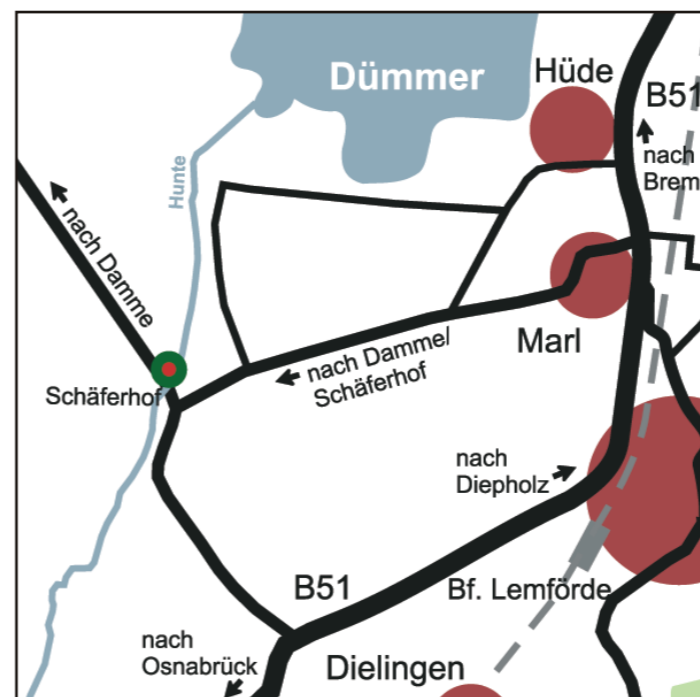 Dümmer
Hüde
B51
nach
Brem
Hunte
nach Damme
Marl
nach Damme/
Schäferhof
Schäferhof
nach
Diepholz
B51
Bf. Lemförde
nach
Osnabrück
Dielingen